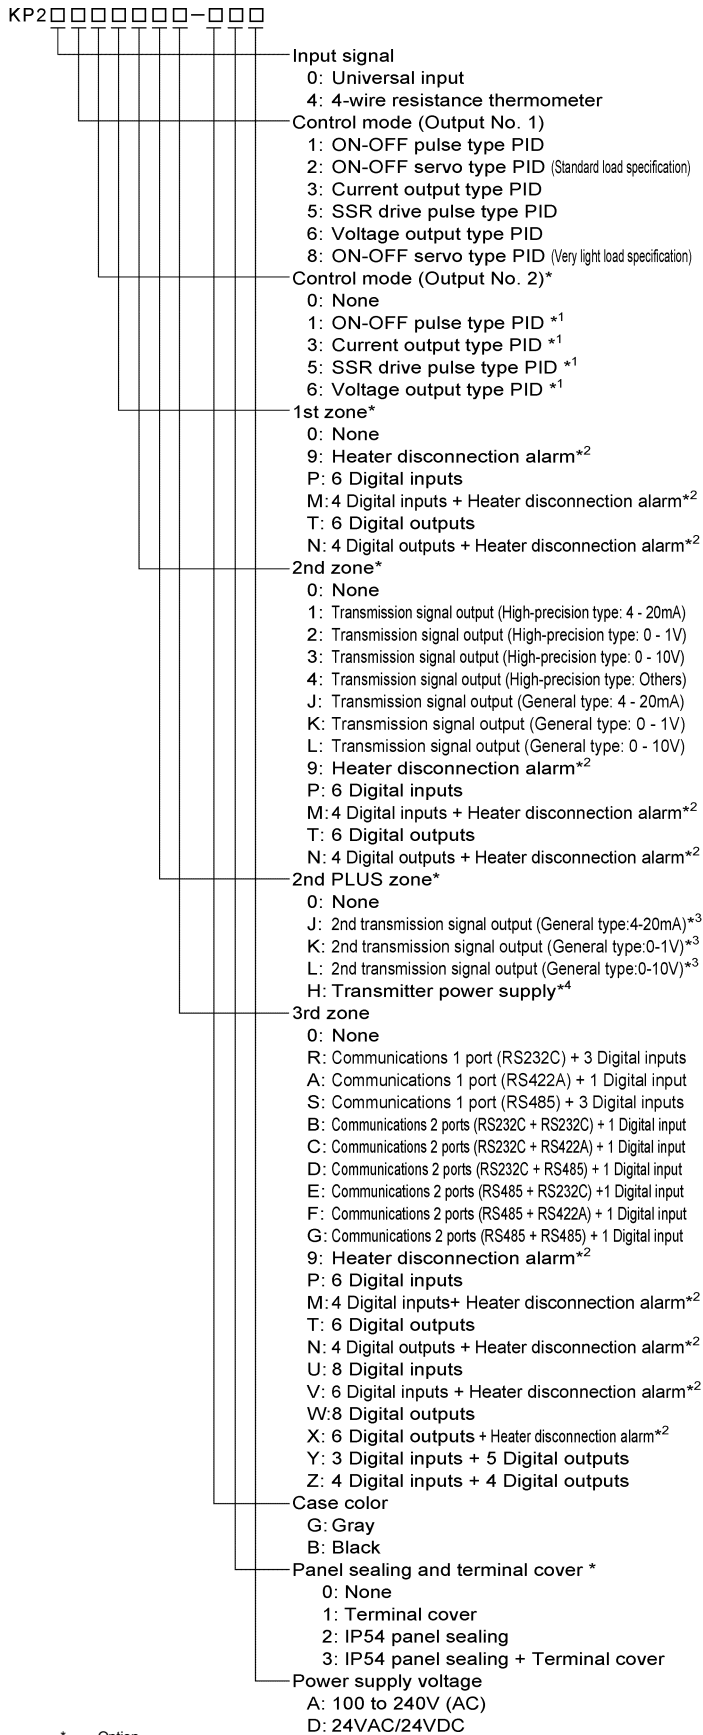 KP2□□□□□□□-□□□
Input signal
0: Universal input
4: 4-wire resistance thermometer
Control mode (Output No. 1)
1: ON-OFF pulse type PID
2: ON-OFF servo type PID (Standard load specification)
3: Current output type PID
5: SSR drive pulse type PID
6: Voltage output type PID
8: ON-OFF servo type PID (Very light load specification)
Control mode (Output No. 2)*
0: None
1: ON-OFF pulse type PID *1
3: Current output type PID *1
5: SSR drive pulse type PID *1
6: Voltage output type PID *1
1st zone*
0: None
9: Heater disconnection alarm*2
P: 6 Digital inputs
M: 4 Digital inputs + Heater disconnection alarm*2
T: 6 Digital outputs
N: 4 Digital outputs + Heater disconnection alarm*2
2nd zone*
0: None
1: Transmission signal output (High-precision type: 4 - 20mA)
2: Transmission signal output (High-precision type: 0 - 1V)
3: Transmission signal output (High-precision type: 0 - 10V)
4: Transmission signal output (High-precision type: Others)
J: Transmission signal output (General type: 4 - 20mA)
K: Transmission signal output (General type: 0 - 1V)
L: Transmission signal output (General type: 0 - 10V)
9: Heater disconnection alarm*2
P: 6 Digital inputs
M: 4 Digital inputs + Heater disconnection alarm*2
T: 6 Digital outputs
N: 4 Digital outputs + Heater disconnection alarm*2
2nd PLUS zone*
0: None
J: 2nd transmission signal output (General type:4-20mA)*3
K: 2nd transmission signal output (General type:0-1V)*3
L: 2nd transmission signal output (General type:0-10V)*3
H: Transmitter power supply*4
3rd zone
0: None
R: Communications 1 port (RS232C) + 3 Digital inputs
A: Communications 1 port (RS422A) + 1 Digital input
S: Communications 1 port (RS485) + 3 Digital inputs
B: Communications 2 ports (RS232C + RS232C) + 1 Digital input
C: Communications 2 ports (RS232C + RS422A) + 1 Digital input
D: Communications 2 ports (RS232C + RS485) + 1 Digital input
E: Communications 2 ports (RS485 + RS232C) +1 Digital input
F: Communications 2 ports (RS485 + RS422A) + 1 Digital input
G: Communications 2 ports (RS485 + RS485) + 1 Digital input
9: Heater disconnection alarm*2
P: 6 Digital inputs
M: 4 Digital inputs+ Heater disconnection alarm*2
T: 6 Digital outputs
N: 4 Digital outputs + Heater disconnection alarm*2
U: 8 Digital inputs
V: 6 Digital inputs + Heater disconnection alarm*2
W:8 Digital outputs
X: 6 Digital outputs + Heater disconnection alarm*2
Y: 3 Digital inputs + 5 Digital outputs
Z: 4 Digital inputs + 4 Digital outputs
Case color
G: Gray
B: Black
Panel sealing and terminal cover *
0: None
1: Terminal cover
2: IP54 panel sealing
3: IP54 panel sealing + Terminal cover
Power supply voltage
A: 100 to 240V (AC)
D: 24VAC/24VDC